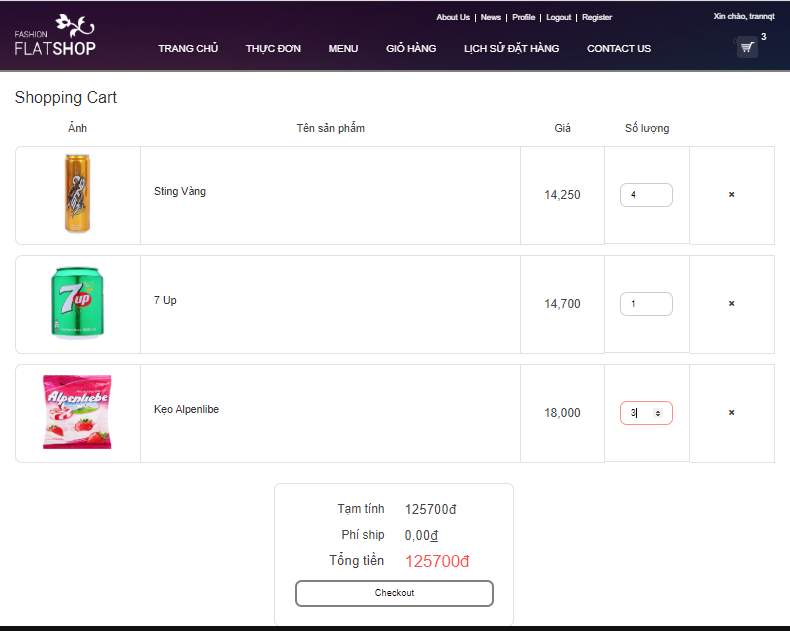 About Us | News | Profile | Logout | Register
Xin chào, trannqt
FASHION
FLATSHOP
TRANG CHỦ THỰC ĐƠN MENU GIỎ HÀNG LỊCH SỬ ĐẶT HÀNG CONTACT US
3
Shopping Cart
Ảnh Tên sản phẩm Giá Số lượng
Sting Vàng 14,250 4 ×
7up
7 Up 14,700 1 ×
Alpenliebe
Kẹo Alpenlibe 18,000 3 ×
Tạm tính 125700đ
Phí ship 0,00đ
Tổng tiền 125700đ
Checkout